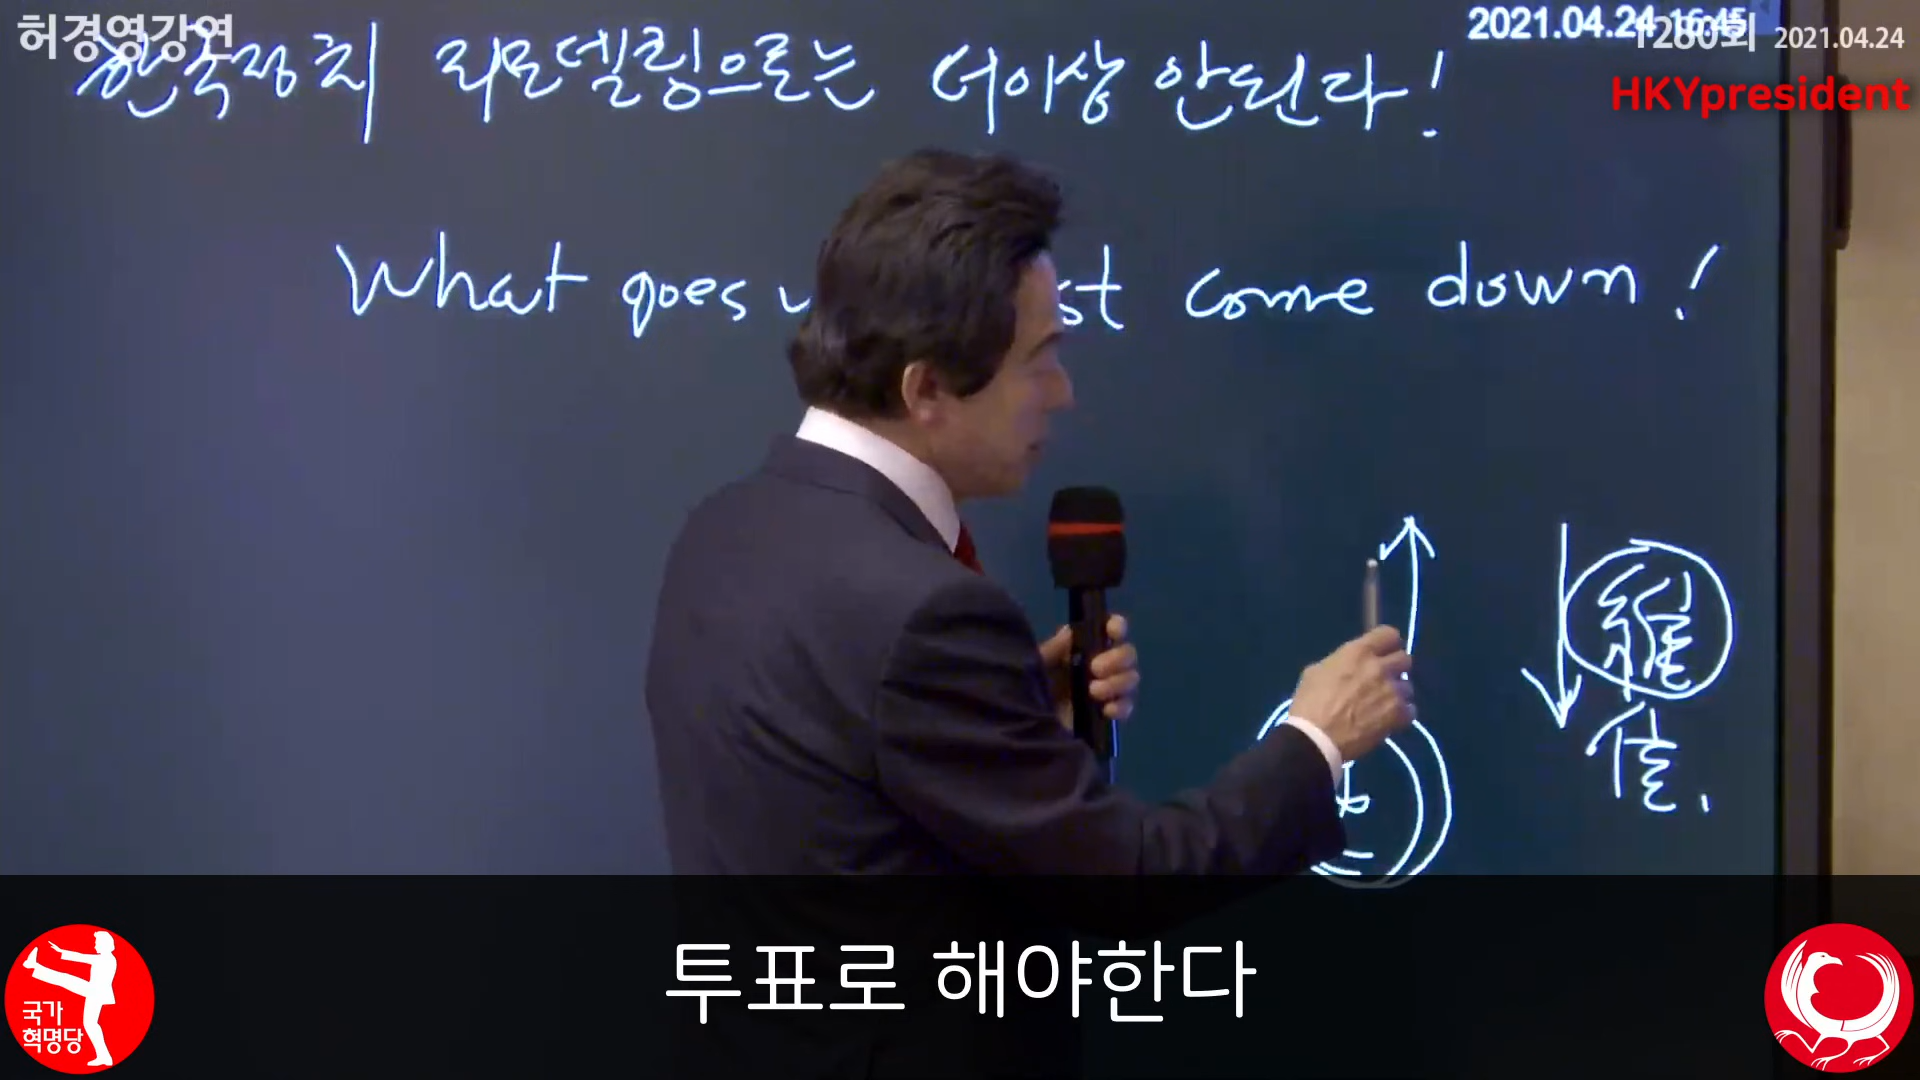 허경영강연
2021.04.24 16:45
1280회 2021.04.24
HKYpresident
한국정치 리모델링으로는 더이상 안된다!
What goes st come down!
信.
투표로 해야한다
국가
혁명당